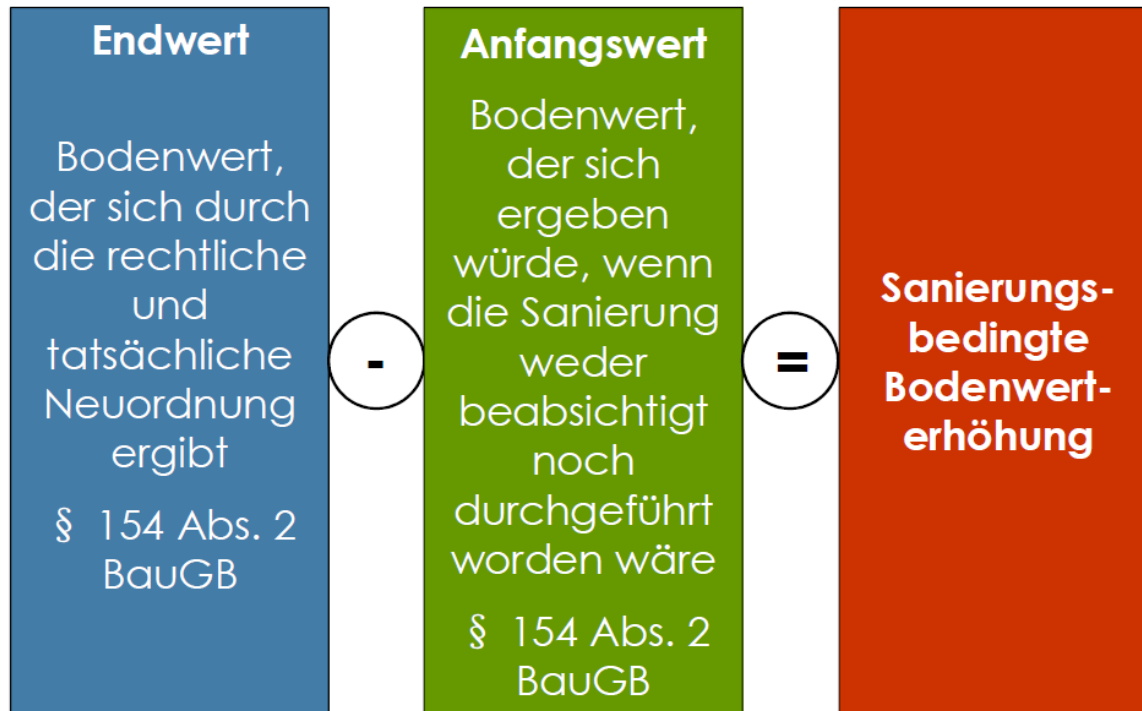 Endwert
Bodenwert,
der sich durch
die rechtliche
und
tatsächliche
Neuordnung
ergibt
§ 154 Abs. 2
BauGB
-
Anfangswert
Bodenwert,
der sich
ergeben
würde, wenn
die Sanierung
weder
beabsichtigt
noch
durchgeführt
worden wäre
§ 154 Abs. 2
BauGB
=
Sanierungs-
bedingte
Bodenwert-
erhöhung